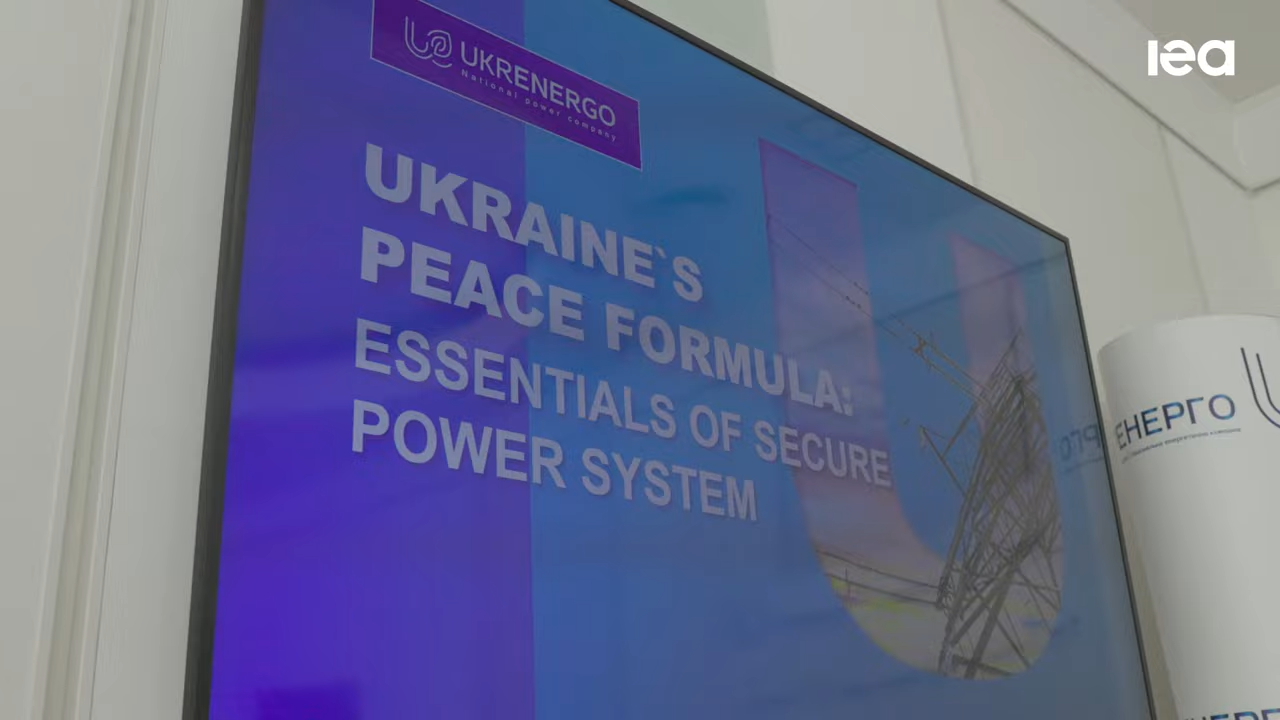 iea
UKRENERGO
National power company
UKRAINE`S
PEACE FORMULA:
ESSENTIALS OF SECURE
POWER SYSTEM
ЕНЕРГО